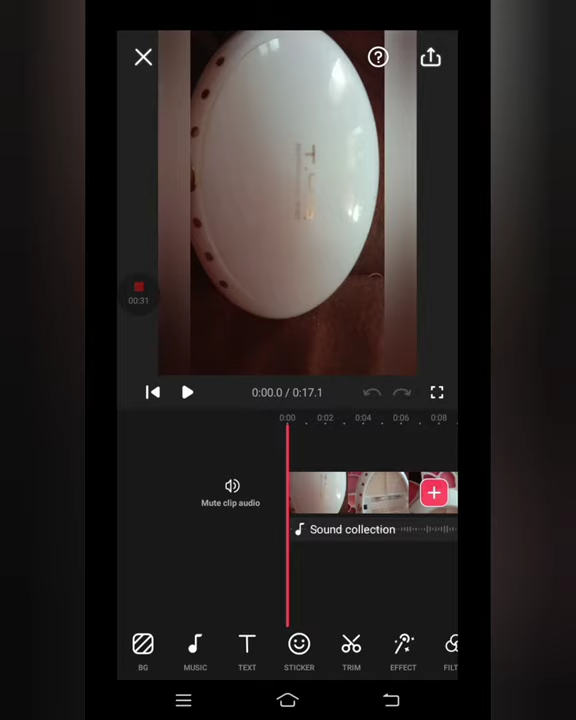 00:31
0:00.0 / 0:17.1
0:00 0:02 0:04 0:06 0:08
Mute clip audio
Sound collection
BG MUSIC TEXT STICKER TRIM EFFECT FILT